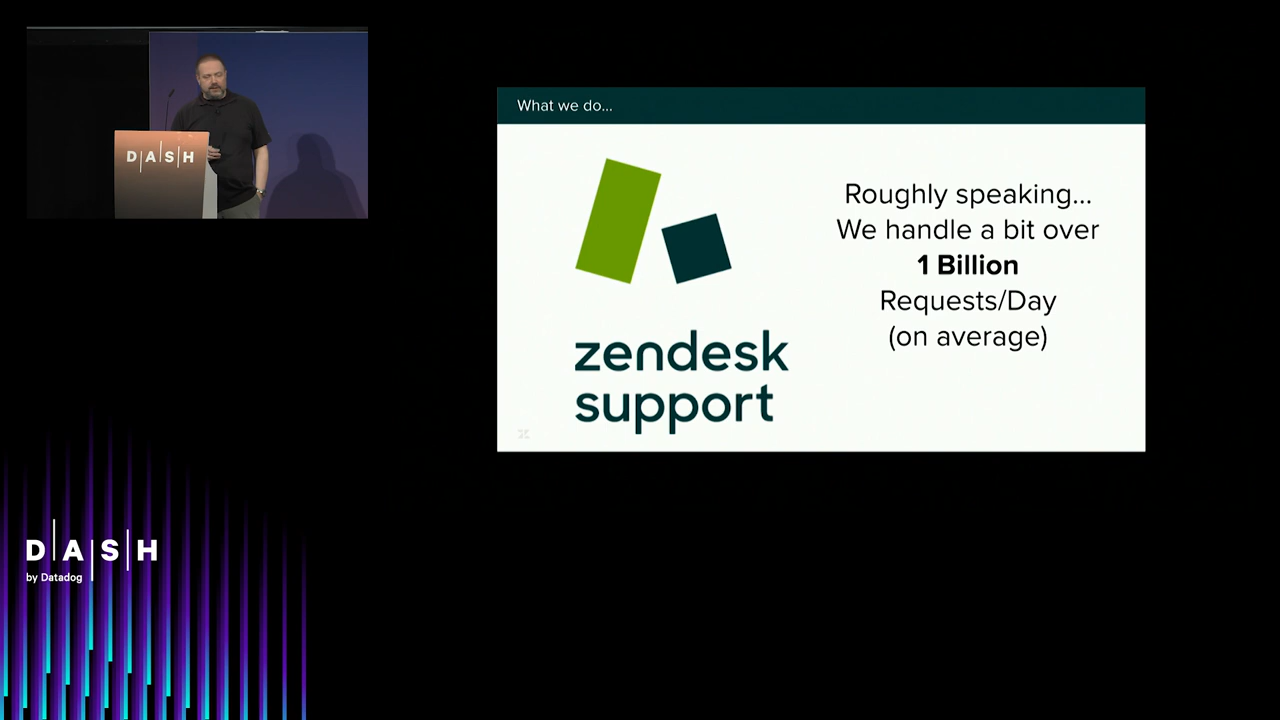 DASH
What we do...
Roughly speaking...
We handle a bit over
1 Billion
Requests/Day
(on average)
zendesk
support
DASH
by Datadog